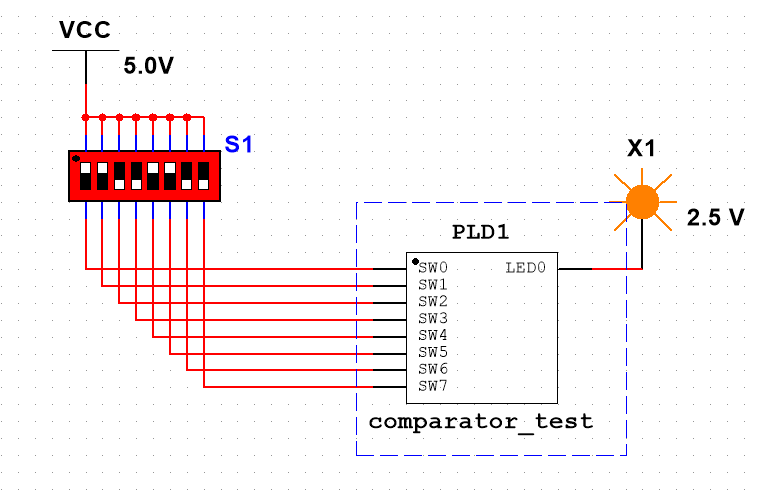 VCC
5.0V
S1
X1
2.5 V
PLD1
SW0 LED0
SW1
SW2
SW3
SW4
SW5
SW6
SW7
comparator_test